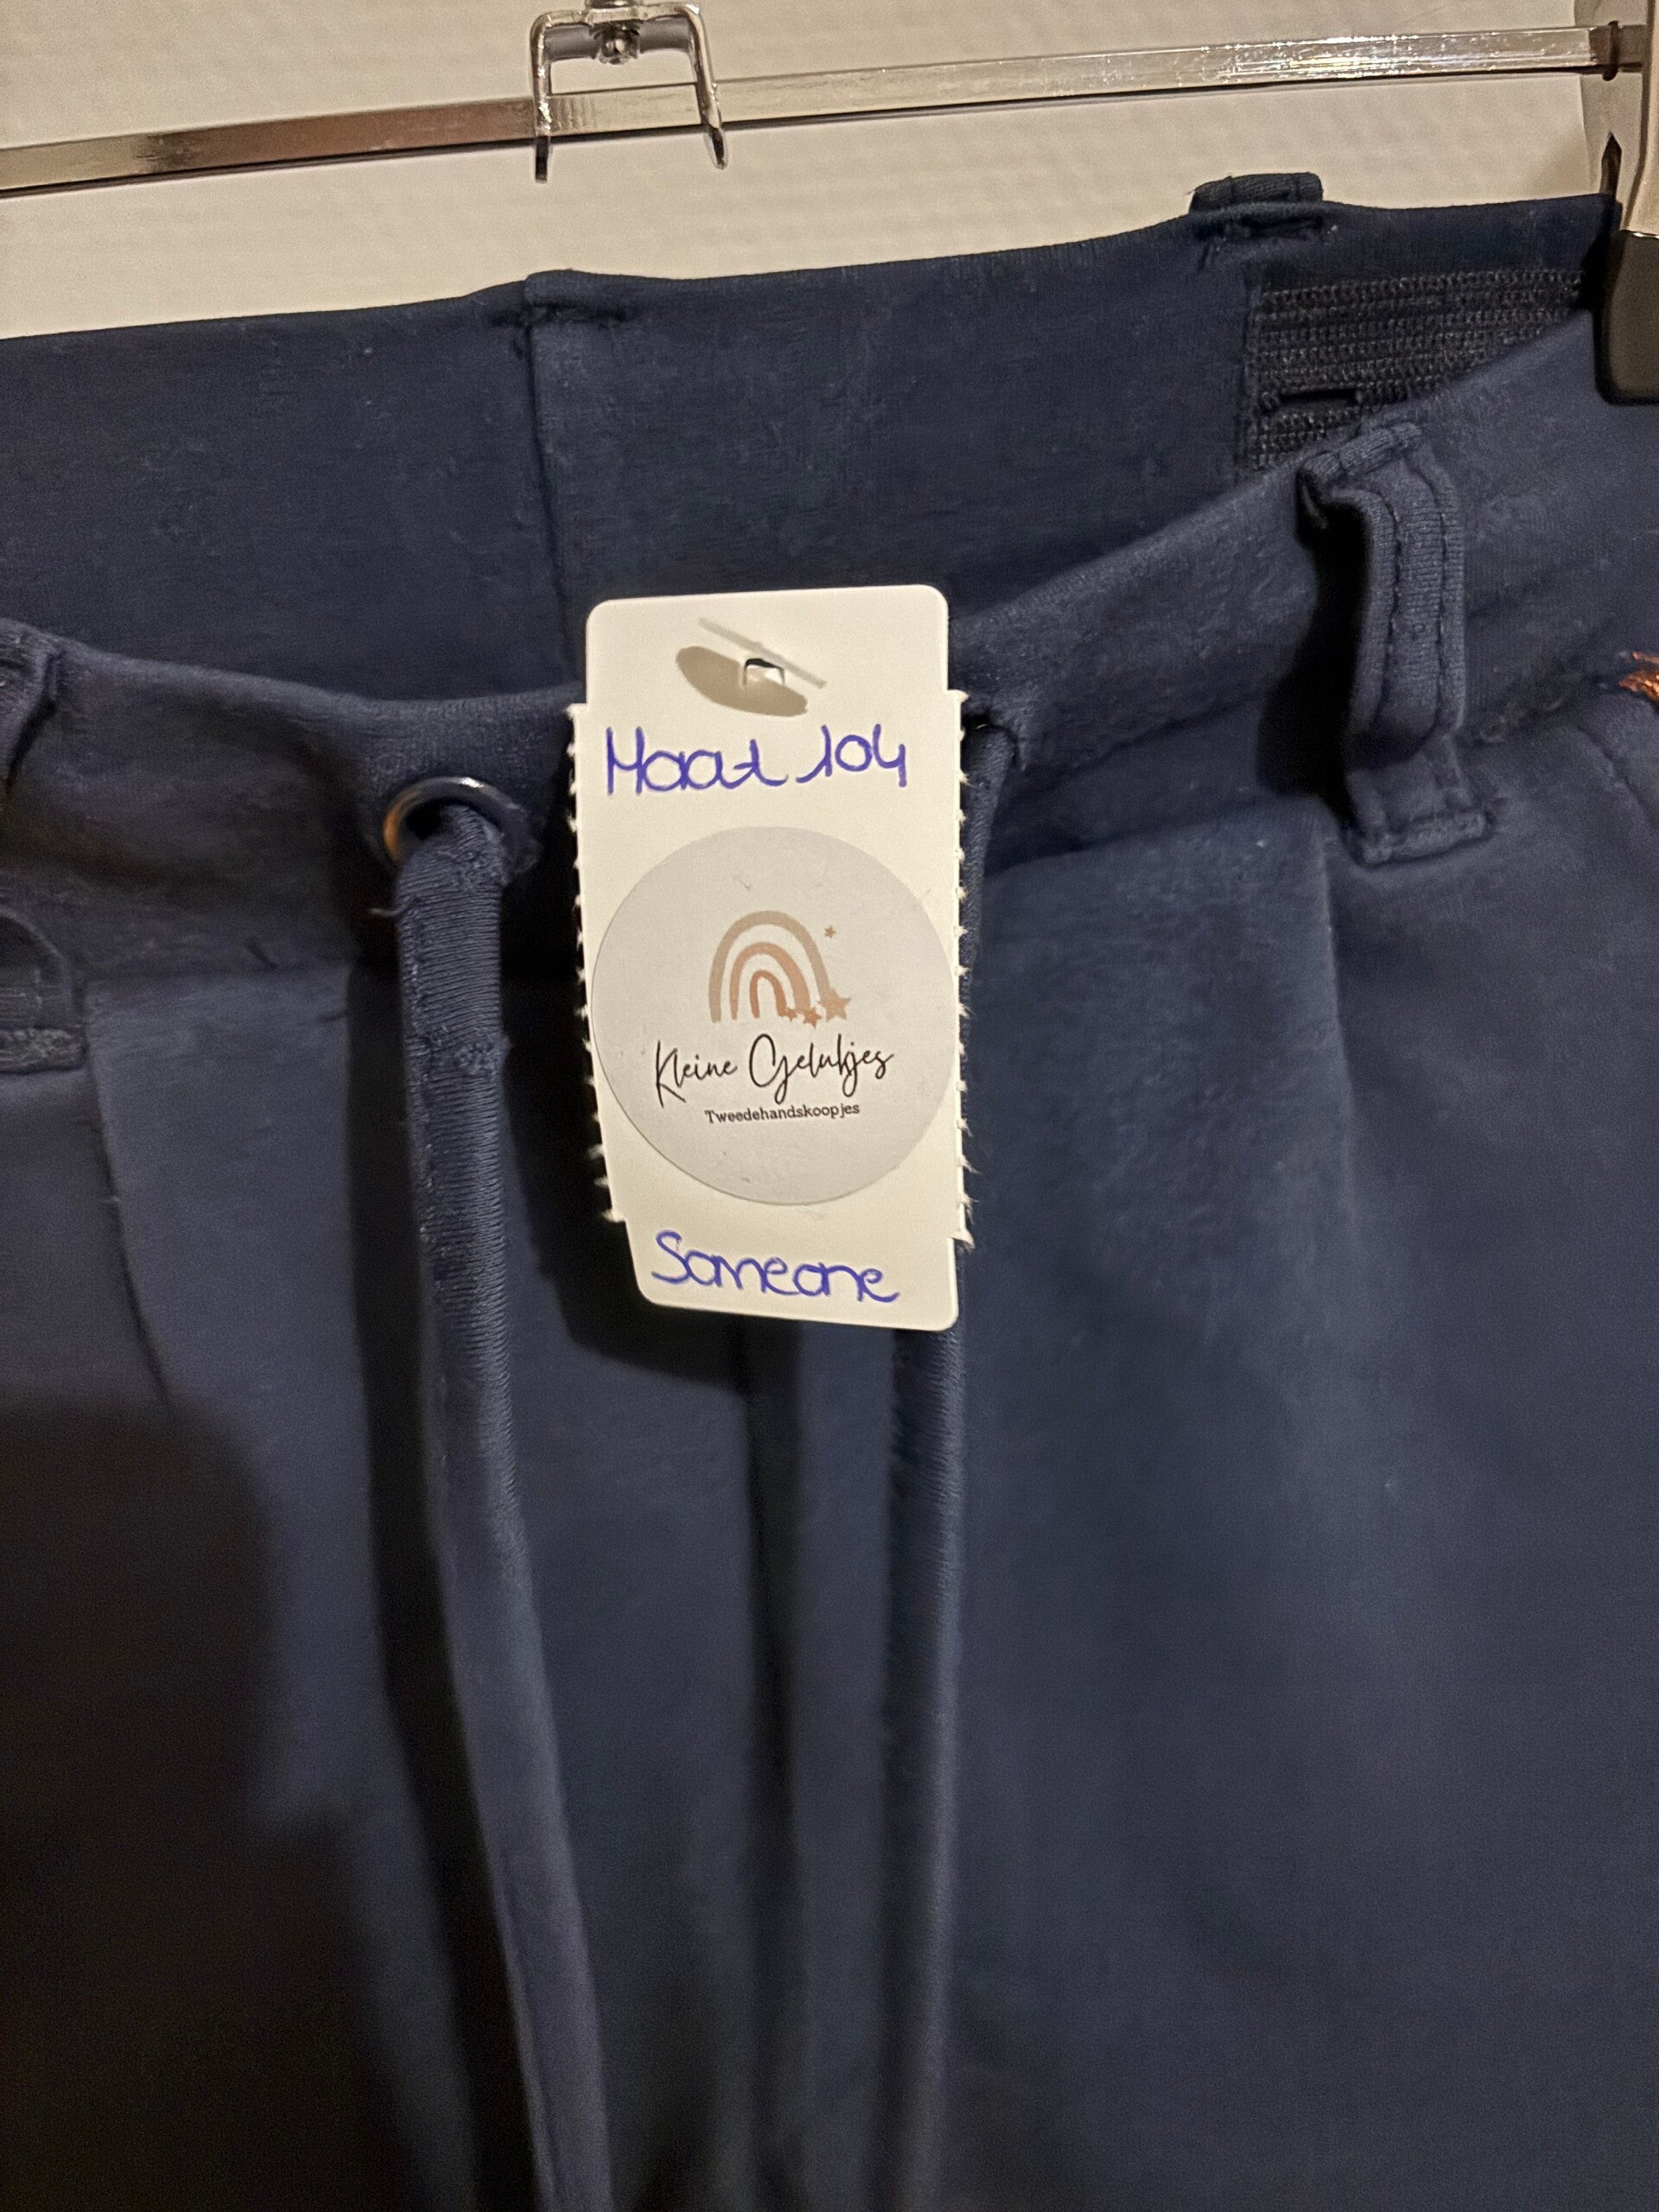 Maat 104
Kleine Gelukjes
Tweedehandskoopjes
Someone